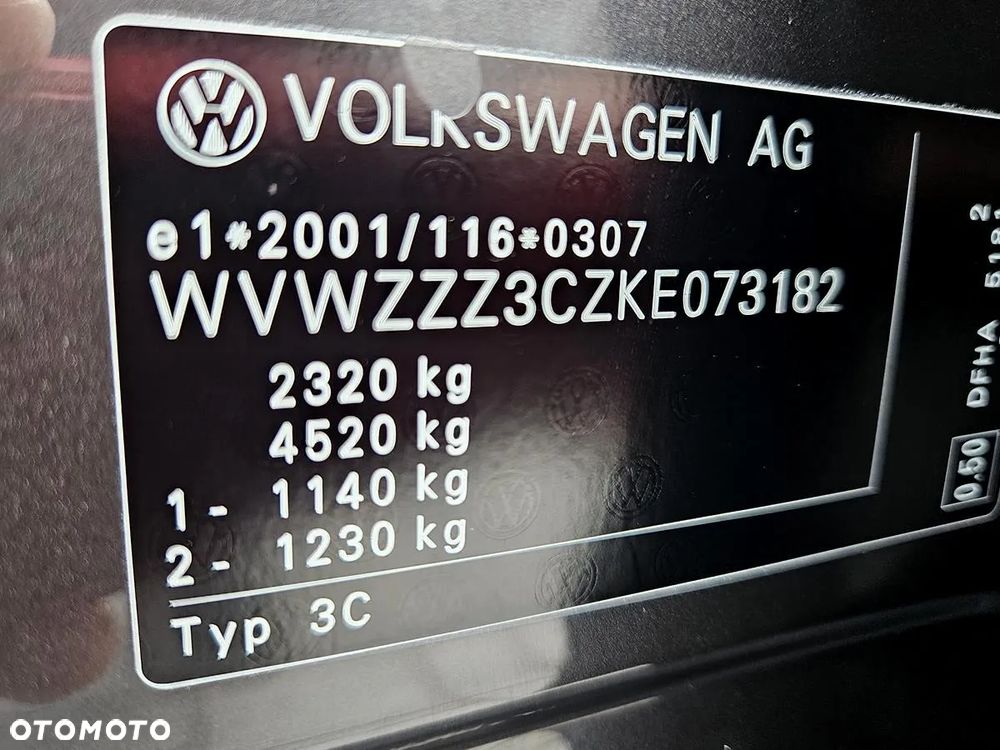 VOLKSWAGEN AG
e1*2001/116*0307
WVWZZZ3CZKE073182
2320 kg
4520 kg
1 - 1140 kg
2 - 1230 kg
Typ 3C
DFHA
0.50
OTOMOTO